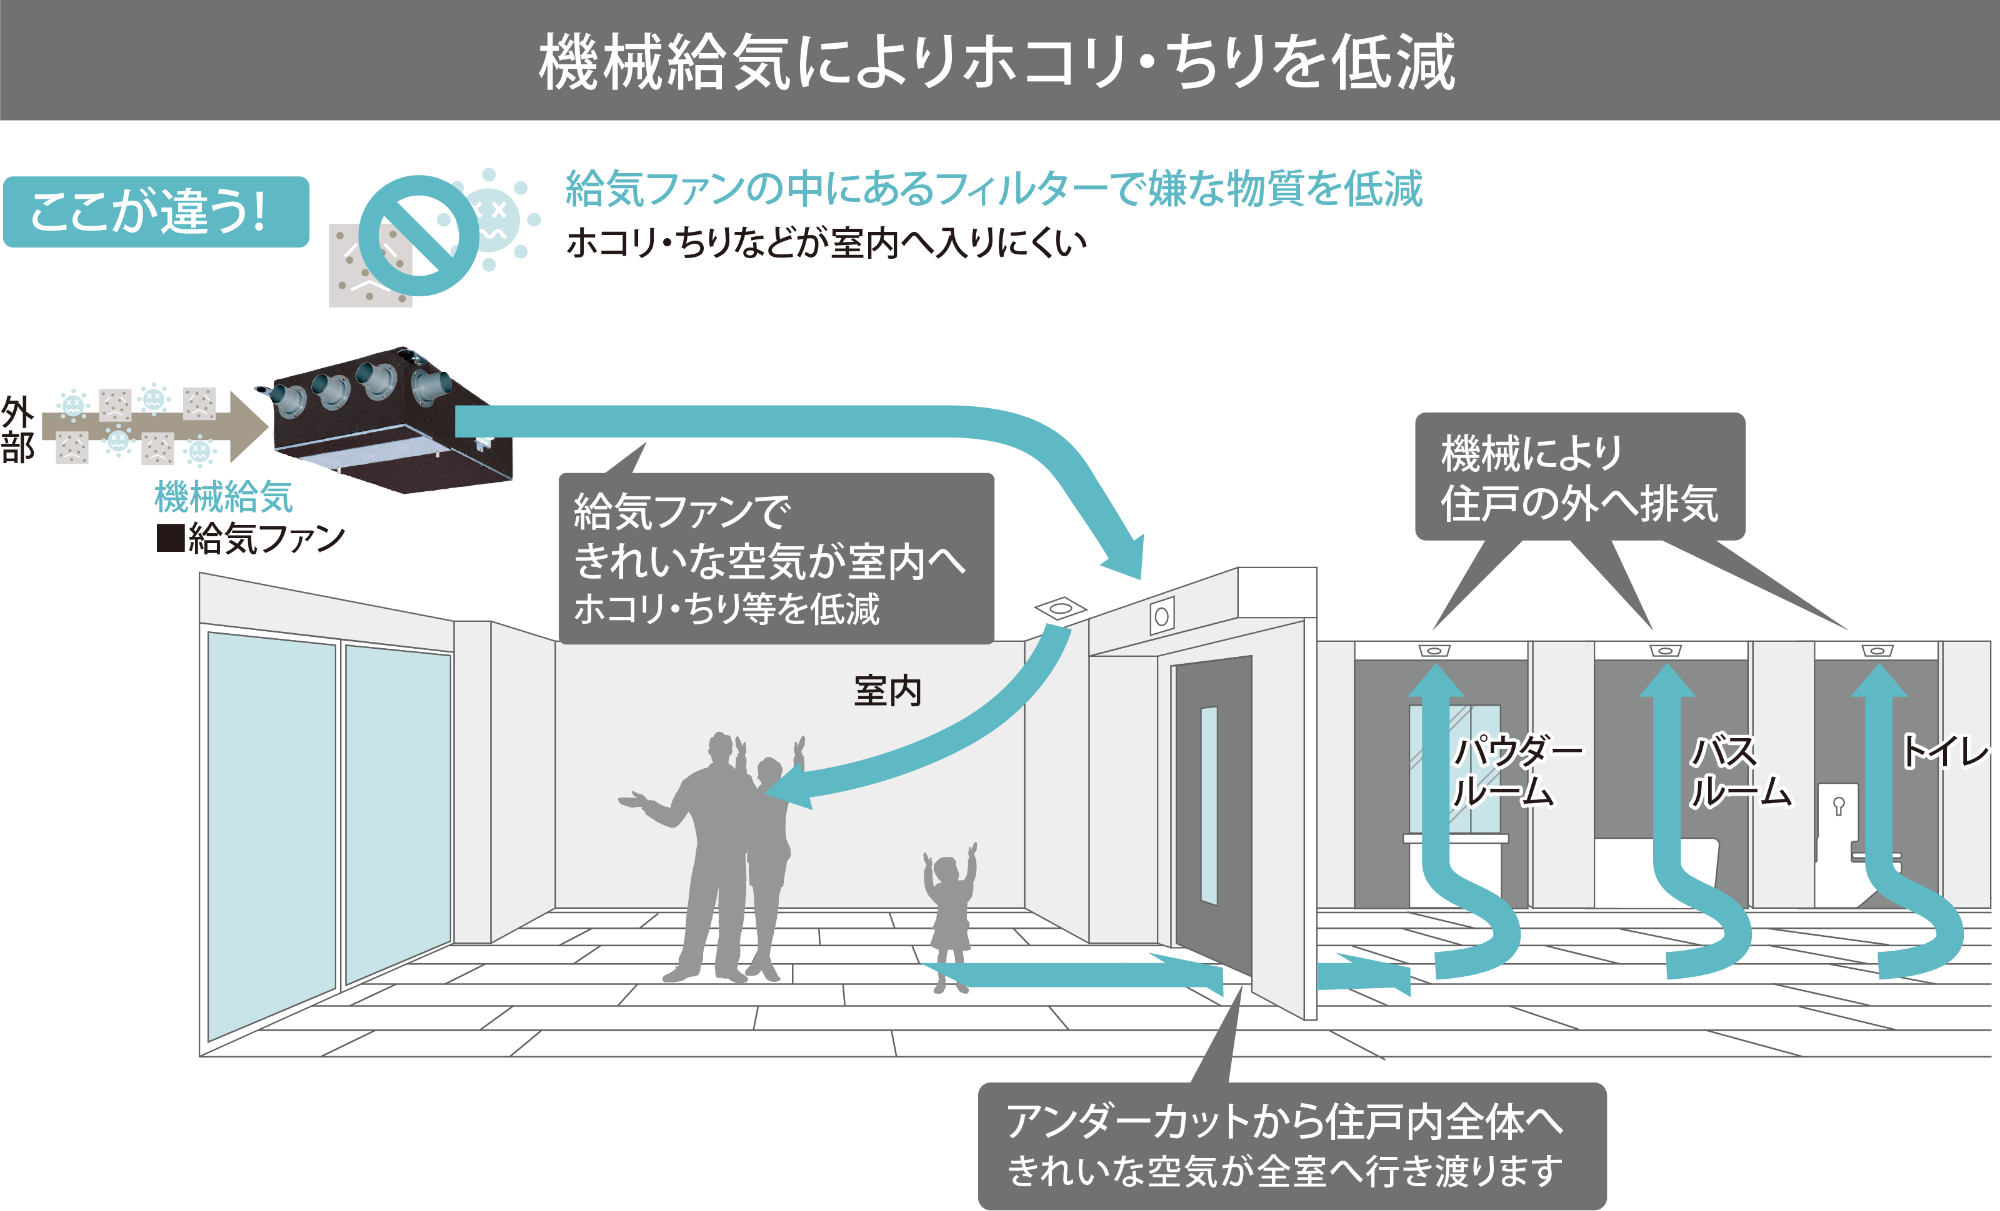 機械給気によりホコリ・ちりを低減
ここが違う!
給気ファンの中にあるフィルターで嫌な物質を低減
ホコリ・ちりなどが室内へ入りにくい
外部
機械給気
■給気ファン
給気ファンで
きれいな空気が室内へ
ホコリ・ちり等を低減
機械により
住戸の外へ排気
室内
パウダー
ルーム
バス
ルーム
トイレ
アンダーカットから住戸内全体へ
きれいな空気が全室へ行き渡ります